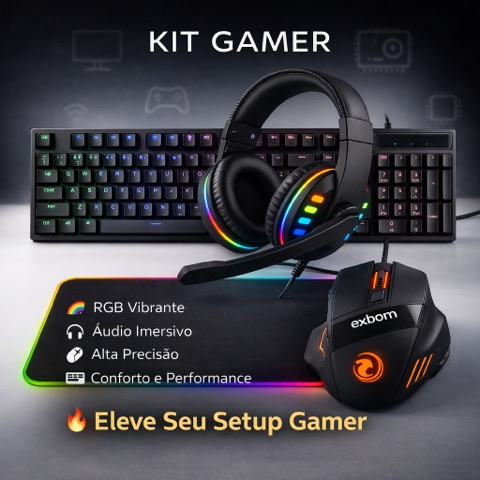 KIT GAMER
exbom
RGB Vibrante
Áudio Imersivo
Alta Precisão
Conforto e Performance
🔥 Eleve Seu Setup Gamer